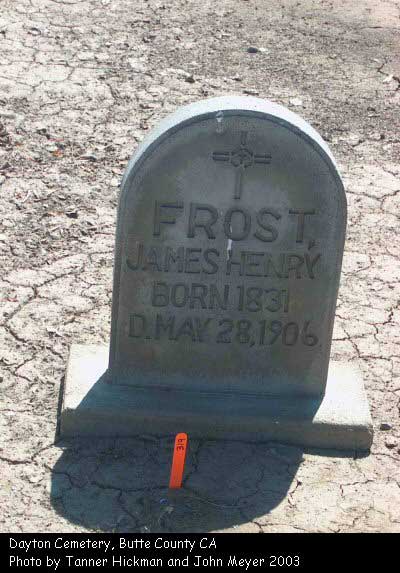 FROST,
JAMES HENRY
BORN 1831
D. MAY 28, 1906
319
Dayton Cemetery, Butte County CA
Photo by Tanner Hickman and John Meyer 2003